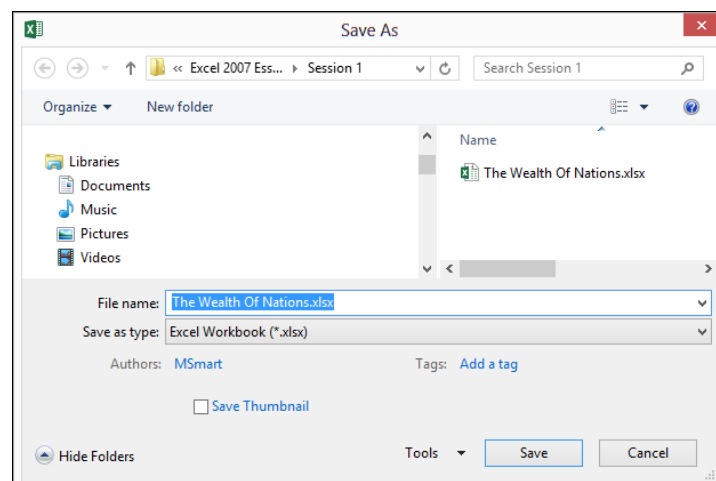 Save As
« Excel 2007 Ess... Session 1 Search Session 1
Organize New folder
Name
Libraries
Documents
Music
Pictures
Videos
The Wealth Of Nations.xlsx
File name: The Wealth Of Nations.xlsx
Save as type: Excel Workbook (*.xlsx)
Authors: MSmart Tags: Add a tag
Save Thumbnail
Hide Folders Tools Save Cancel